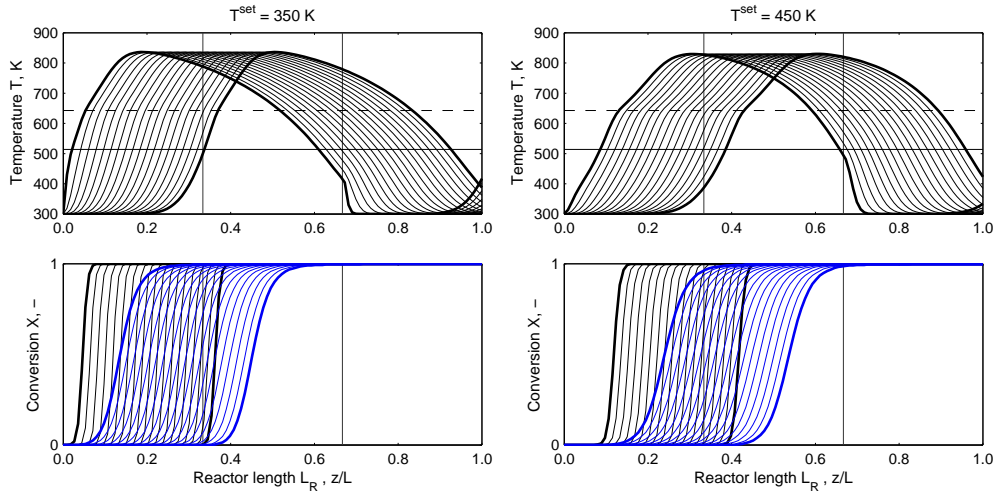 T^set = 350 K
Temperature T, K
900
800
700
600
500
400
300
0.0 0.2 0.4 0.6 0.8 1.0
Conversion X, –
1
0
0.0 0.2 0.4 0.6 0.8 1.0
Reactor length L_R , z/L
T^set = 450 K
Temperature T, K
900
800
700
600
500
400
300
0.0 0.2 0.4 0.6 0.8 1.0
Conversion X, –
1
0
0.0 0.2 0.4 0.6 0.8 1.0
Reactor length L_R , z/L